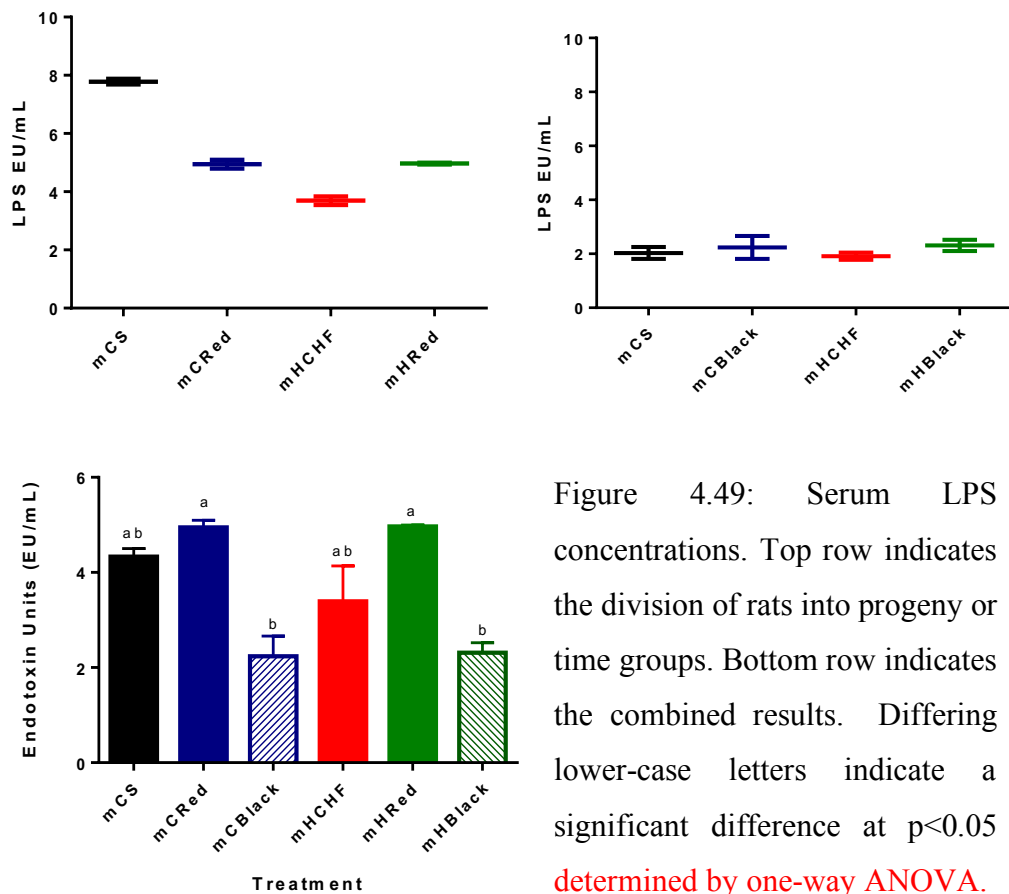 10
8
6
4
2
0
LPS EU/mL
mCS
mCRed
mHCHF
mHRed
10
8
6
4
2
0
LPS EU/mL
mCS
mCBlack
mHCHF
mHBlack
6
4
2
0
Endotoxin Units (EU/mL)
ab
a
b
ab
a
b
mCS
mCRed
mCBlack
mHCHF
mHRed
mHBlack
Treatment
Figure 4.49: Serum LPS
concentrations. Top row indicates
the division of rats into progeny or
time groups. Bottom row indicates
the combined results. Differing
lower-case letters indicate a
significant difference at p<0.05
determined by one-way ANOVA.